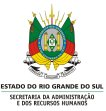 ESTADO DO RIO GRANDE DO SUL
SECRETARIA DA ADMINISTRAÇÃO
E DOS RECURSOS HUMANOS